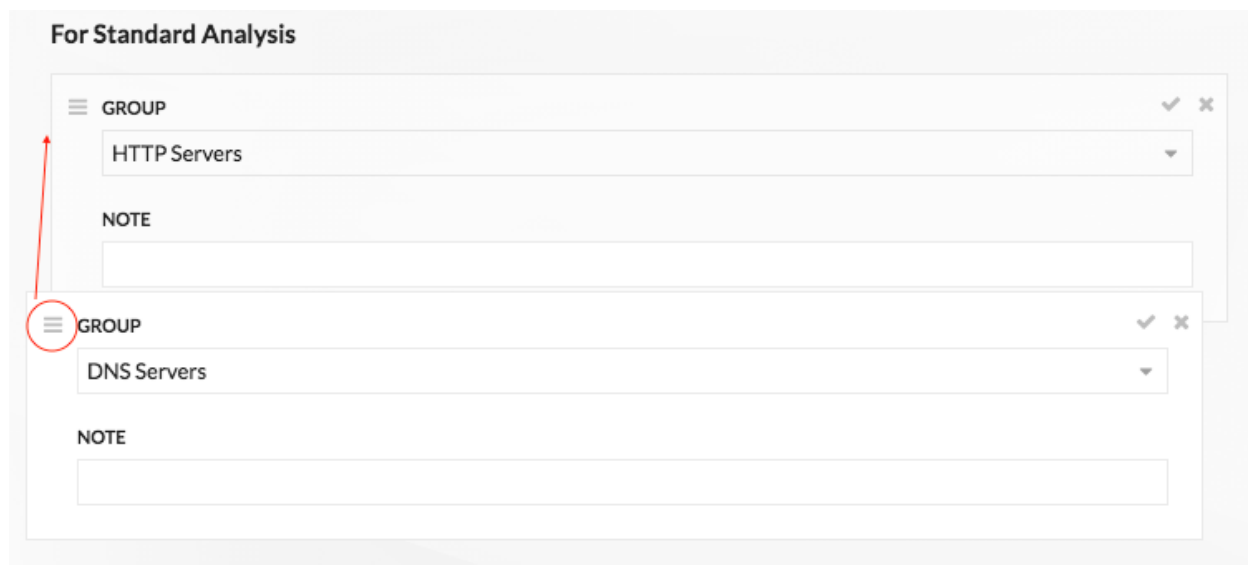 For Standard Analysis
GROUP
HTTP Servers
NOTE
GROUP
DNS Servers
NOTE